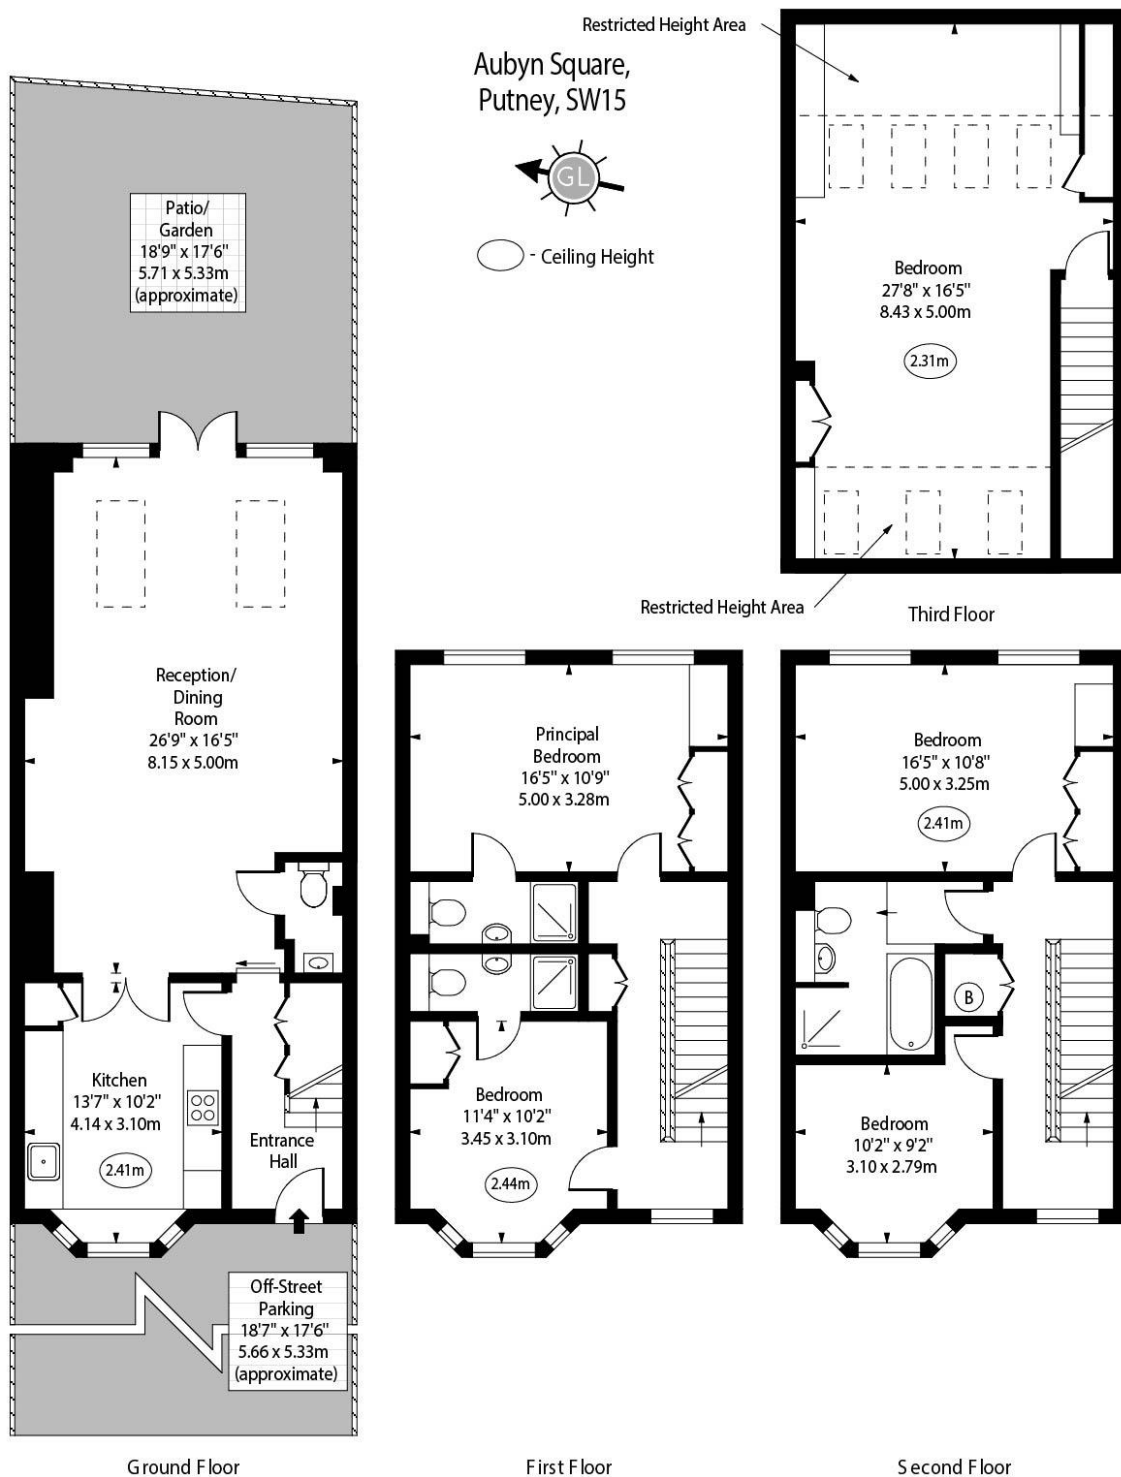 Restricted Height Area
Aubyn Square,
Putney, SW15
GL
- Ceiling Height
Patio/
Garden
18'9" x 17'6"
5.71 x 5.33m
(approximate)
Bedroom
27'8" x 16'5"
8.43 x 5.00m
2.31m
Restricted Height Area
Third Floor
Reception/
Dining
Room
26'9" x 16'5"
8.15 x 5.00m
Principal
Bedroom
16'5" x 10'9"
5.00 x 3.28m
Bedroom
16'5" x 10'8"
5.00 x 3.25m
2.41m
B
Kitchen
13'7" x 10'2"
4.14 x 3.10m
2.41m
Entrance
Hall
Bedroom
11'4" x 10'2"
3.45 x 3.10m
2.44m
Bedroom
10'2" x 9'2"
3.10 x 2.79m
Off-Street
Parking
18'7" x 17'6"
5.66 x 5.33m
(approximate)
Ground Floor
First Floor
Second Floor